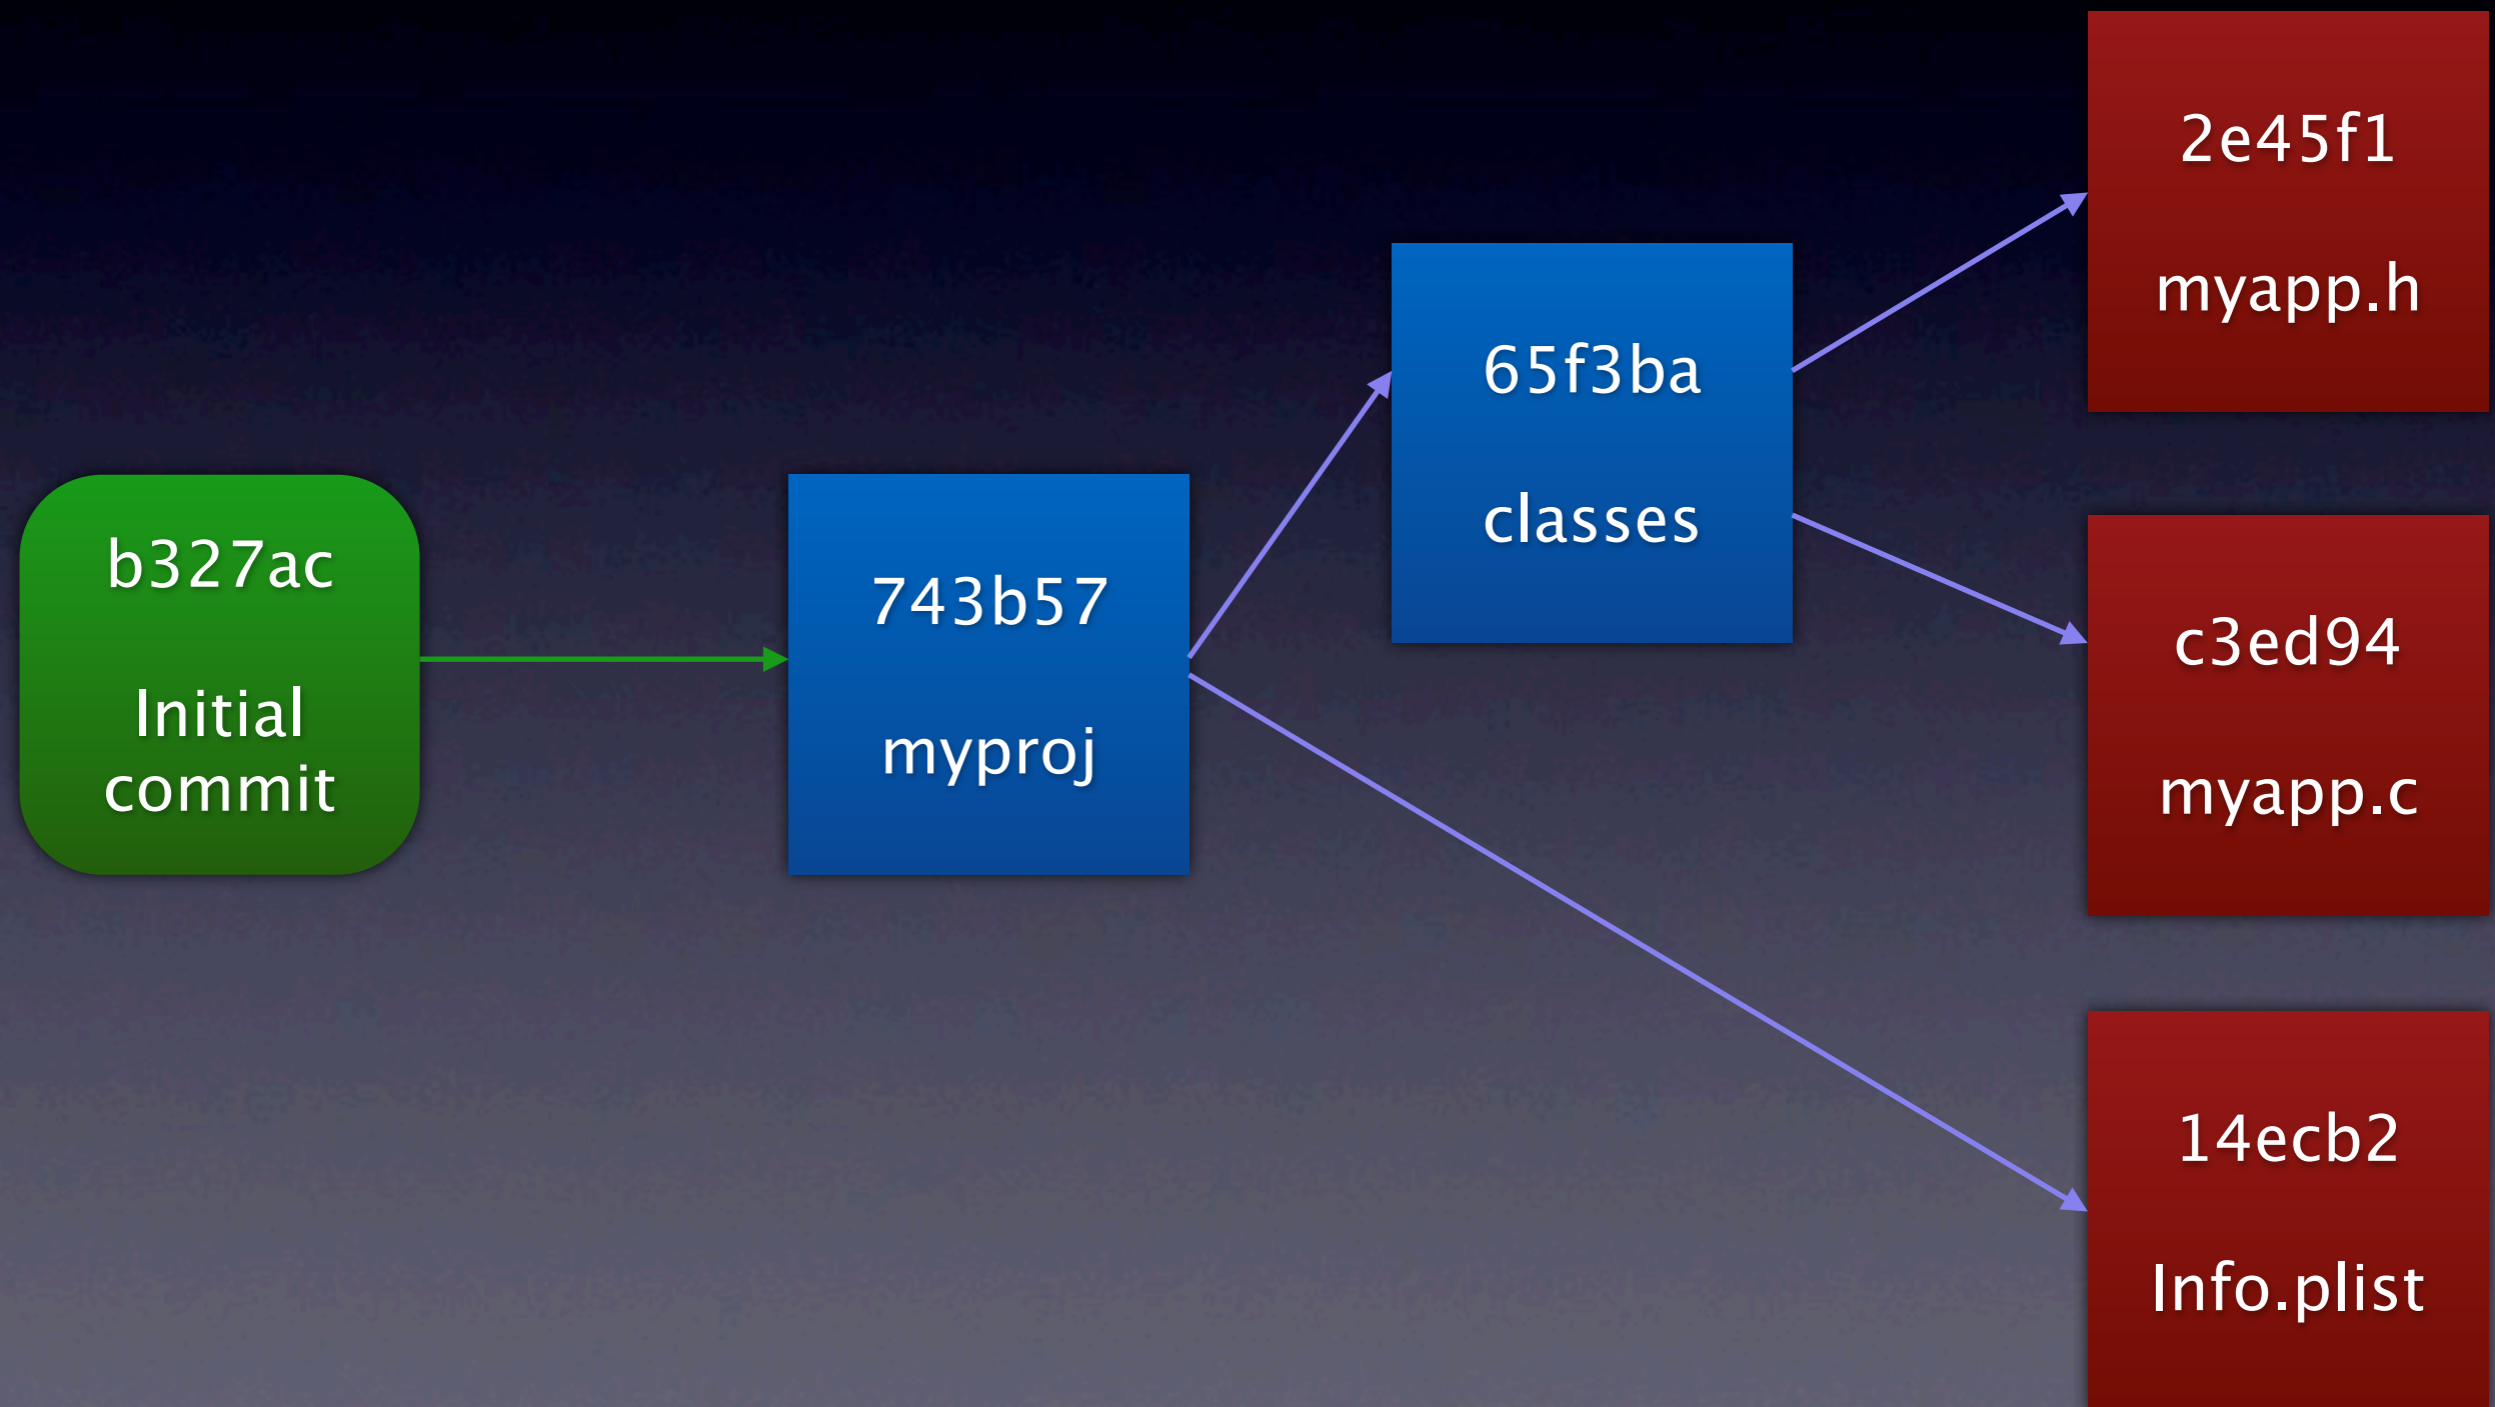 b327ac
Initial
commit
743b57
myproj
65f3ba
classes
2e45f1
myapp.h
c3ed94
myapp.c
14ecb2
Info.plist